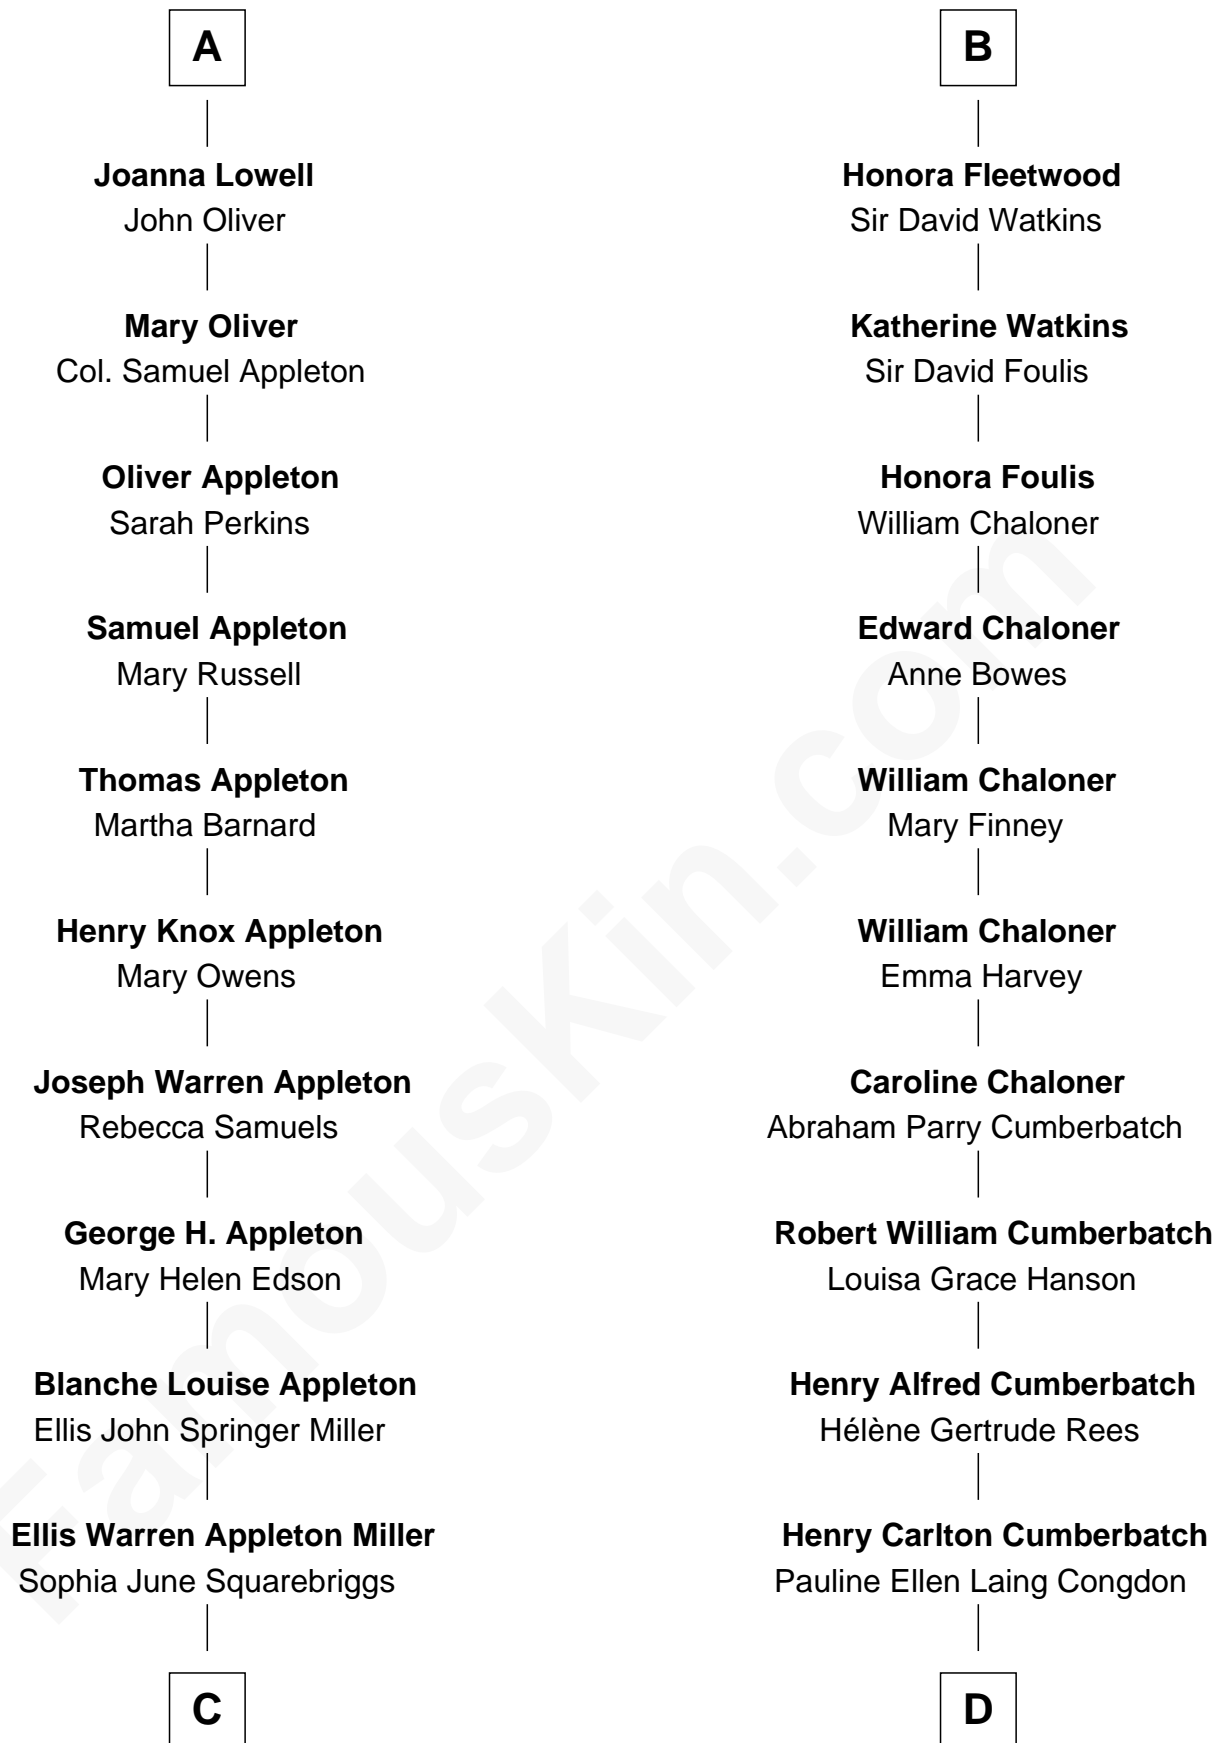 A
Joanna Lowell
John Oliver
Mary Oliver
Col. Samuel Appleton
Oliver Appleton
Sarah Perkins
Samuel Appleton
Mary Russell
Thomas Appleton
Martha Barnard
Henry Knox Appleton
Mary Owens
Joseph Warren Appleton
Rebecca Samuels
George H. Appleton
Mary Helen Edson
Blanche Louise Appleton
Ellis John Springer Miller
Ellis Warren Appleton Miller
Sophia June Squarebriggs
C
B
Honora Fleetwood
Sir David Watkins
Katherine Watkins
Sir David Foulis
Honora Foulis
William Chaloner
Edward Chaloner
Anne Bowes
William Chaloner
Mary Finney
William Chaloner
Emma Harvey
Caroline Chaloner
Abraham Parry Cumberbatch
Robert William Cumberbatch
Louisa Grace Hanson
Henry Alfred Cumberbatch
Hélène Gertrude Rees
Henry Carlton Cumberbatch
Pauline Ellen Laing Congdon
D
FamousKin.com